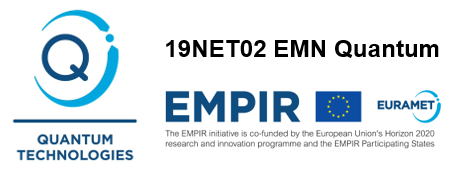 Q
QUANTUM
TECHNOLOGIES
19NET02 EMN Quantum
EMPIR
EURAMET
The EMPIR initiative is co-funded by the European Union's Horizon 2020
research and innovation programme and the EMPIR Participating States